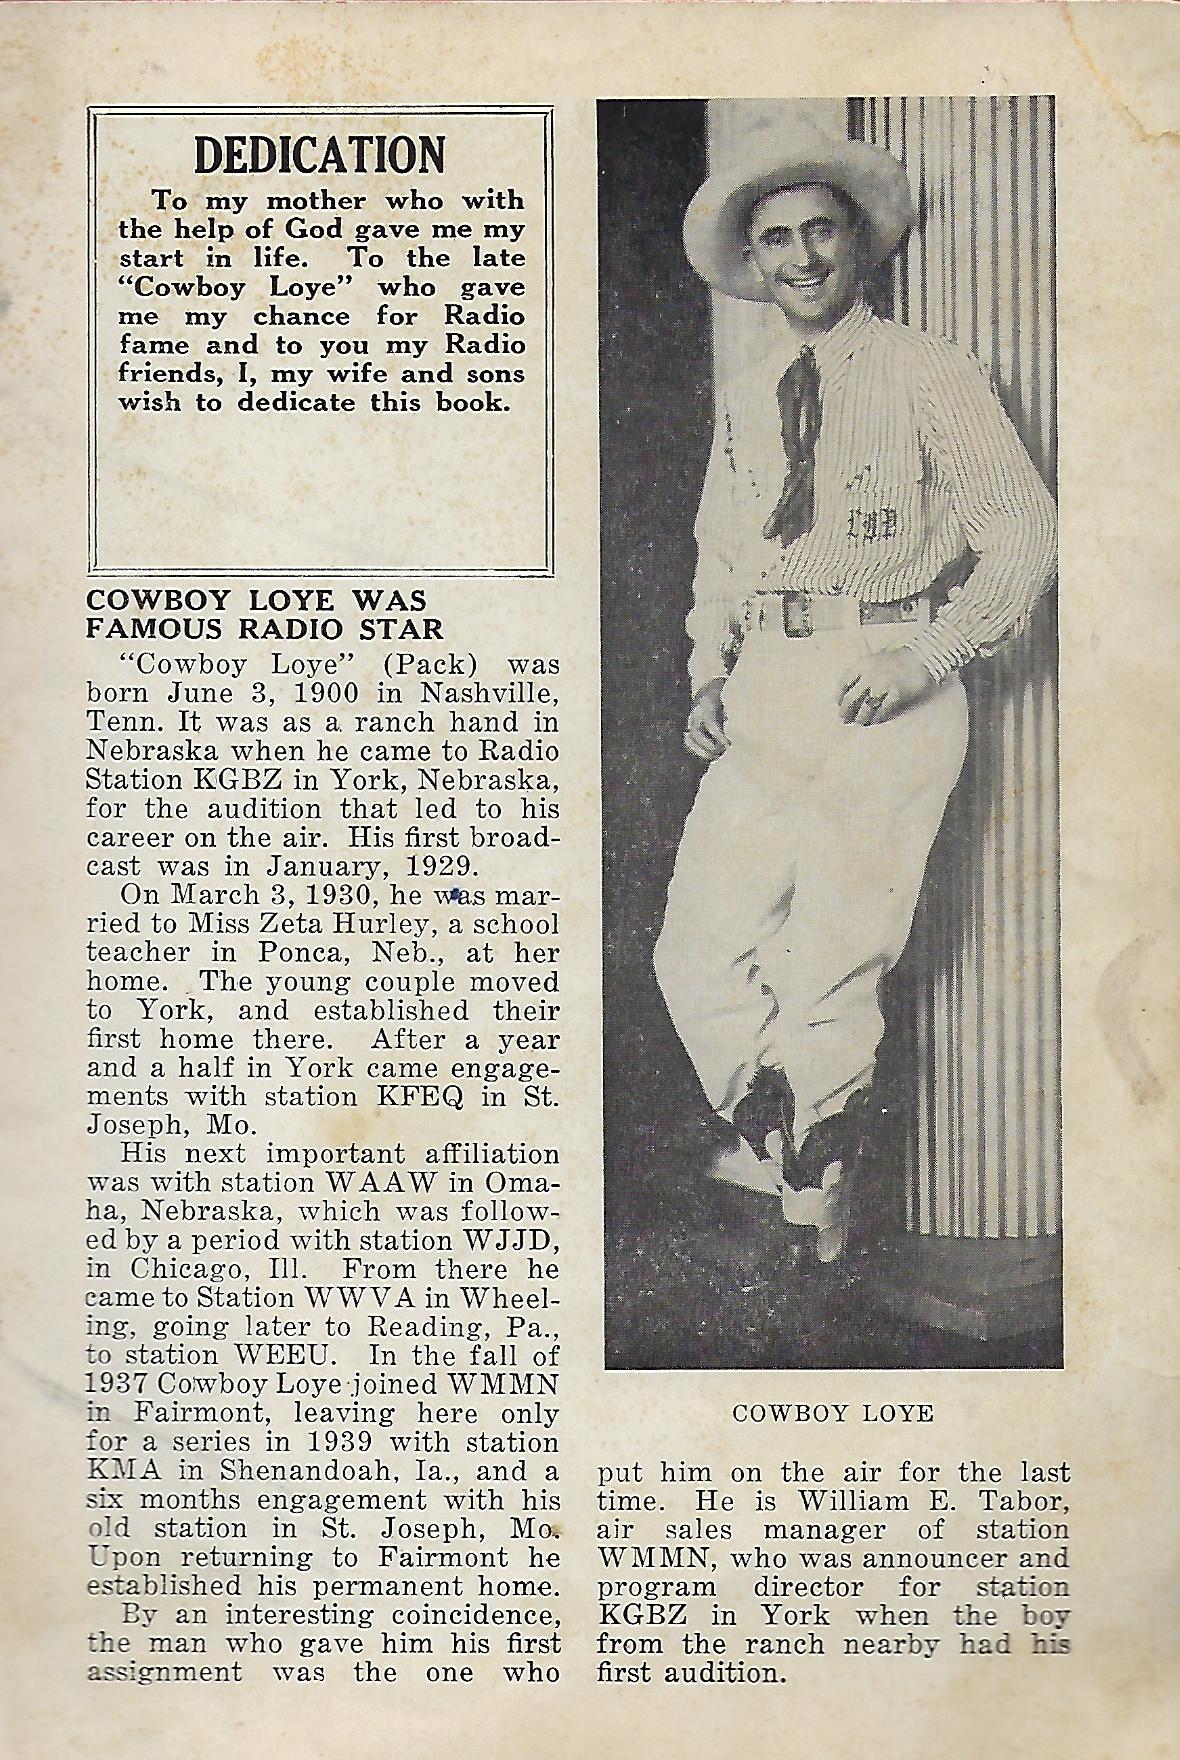 DEDICATION
To my mother who with
the help of God gave me my
start in life. To the late
“Cowboy Loye” who gave
me my chance for Radio
fame and to you my Radio
friends, I, my wife and sons
wish to dedicate this book.
COWBOY LOYE WAS
FAMOUS RADIO STAR
“Cowboy Loye” (Pack) was
born June 3, 1900 in Nashville,
Tenn. It was as a ranch hand in
Nebraska when he came to Radio
Station KGBZ in York, Nebraska,
for the audition that led to his
career on the air. His first broad-
cast was in January, 1929.
On March 3, 1930, he was mar-
ried to Miss Zeta Hurley, a school
teacher in Ponca, Neb., at her
home. The young couple moved
to York, and established their
first home there. After a year
and a half in York came engage-
ments with station KFEQ in St.
Joseph, Mo.
His next important affiliation
was with station WAAW in Oma-
ha, Nebraska, which was follow-
ed by a period with station WJJD,
in Chicago, Ill. From there he
came to Station WWVA in Wheel-
ing, going later to Reading, Pa.,
to station WEEU. In the fall of
1937 Cowboy Loye joined WMMN
in Fairmont, leaving here only
for a series in 1939 with station
KMA in Shenandoah, Ia., and a
six months engagement with his
old station in St. Joseph, Mo.
Upon returning to Fairmont he
established his permanent home.
By an interesting coincidence,
the man who gave him his first
assignment was the one who
COWBOY LOYE
put him on the air for the last
time. He is William E. Tabor,
air sales manager of station
WMMN, who was announcer and
program director for station
KGBZ in York when the boy
from the ranch nearby had his
first audition.